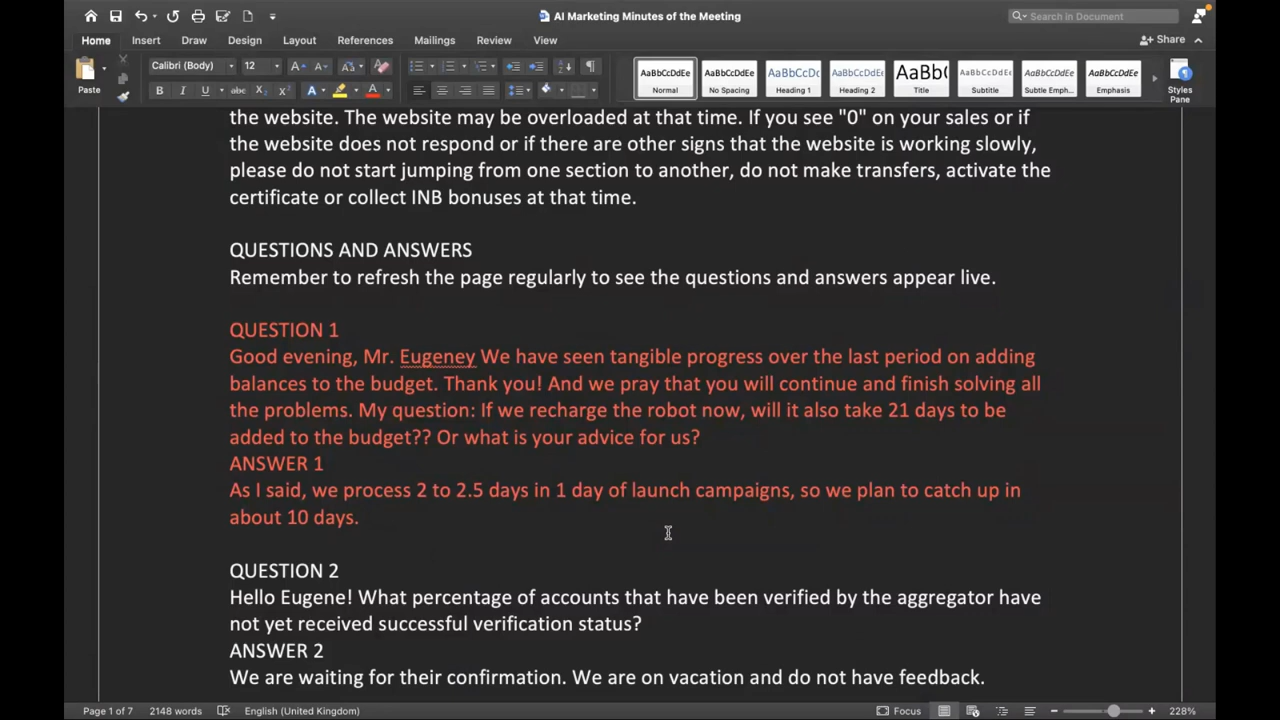 AI Marketing Minutes of the Meeting
Search in Document
Home Insert Draw Design Layout References Mailings Review View
Share
Paste
Calibri (Body) 12
B I U abc X₂ X² A A
AaBbCcDdEe AaBbCcDdEe AaBbCcDd AaBbCcDdEe AaBb( AaBbCcDdEe AaBbCcDdEe AaBbCcDdEe
Normal No Spacing Heading 1 Heading 2 Title Subtitle Subtle Emph... Emphasis
Styles
Pane
the website. The website may be overloaded at that time. If you see "0" on your sales or if
the website does not respond or if there are other signs that the website is working slowly,
please do not start jumping from one section to another, do not make transfers, activate the
certificate or collect INB bonuses at that time.
QUESTIONS AND ANSWERS
Remember to refresh the page regularly to see the questions and answers appear live.
QUESTION 1
Good evening, Mr. Eugeney We have seen tangible progress over the last period on adding
balances to the budget. Thank you! And we pray that you will continue and finish solving all
the problems. My question: If we recharge the robot now, will it also take 21 days to be
added to the budget?? Or what is your advice for us?
ANSWER 1
As I said, we process 2 to 2.5 days in 1 day of launch campaigns, so we plan to catch up in
about 10 days.
QUESTION 2
Hello Eugene! What percentage of accounts that have been verified by the aggregator have
not yet received successful verification status?
ANSWER 2
We are waiting for their confirmation. We are on vacation and do not have feedback.
Page 1 of 7 2148 words English (United Kingdom) Focus 228%